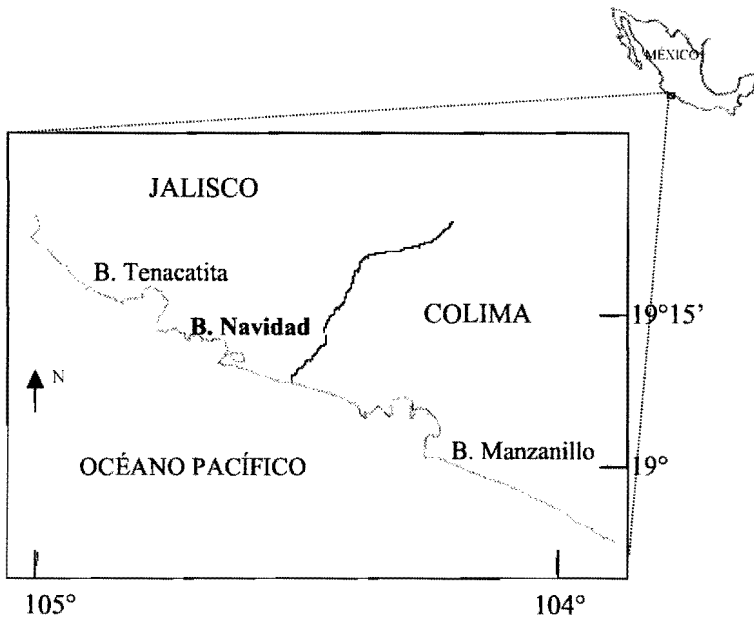 MÉXICO
JALISCO
B. Tenacatita
B. Navidad
COLIMA
19°15'
N
B. Manzanillo
OCÉANO PACÍFICO
19°
105°
104°